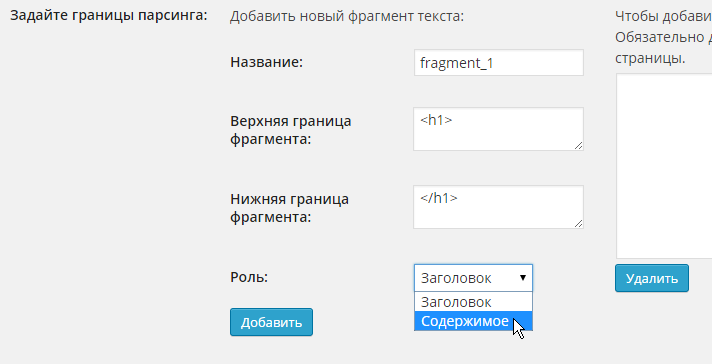 Задайте границы парсинга:
Добавить новый фрагмент текста:
Название:
fragment_1
Верхняя граница
фрагмента:
<h1>
Нижняя граница
фрагмента:
</h1>
Роль:
Заголовок
Заголовок
Содержимое
Добавить
Чтобы
Обязательно
страницы.
Удалить